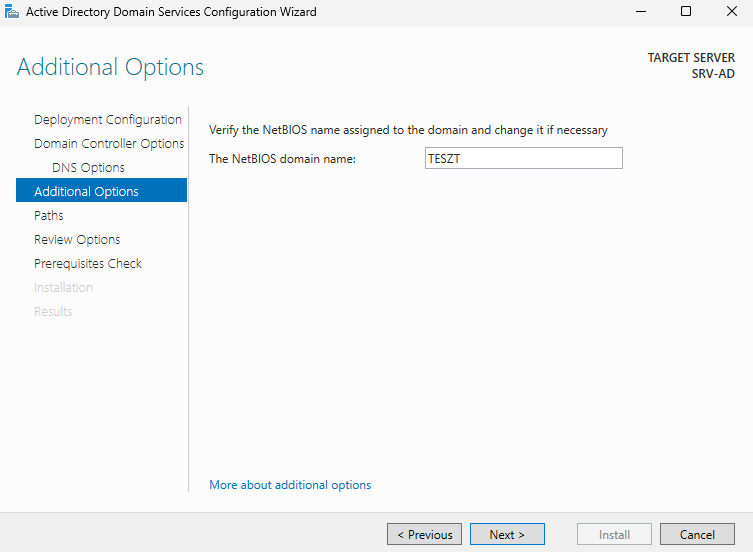 Active Directory Domain Services Configuration Wizard
Additional Options
TARGET SERVER
SRV-AD
Deployment Configuration
Domain Controller Options
DNS Options
Additional Options
Paths
Review Options
Prerequisites Check
Installation
Results
Verify the NetBIOS name assigned to the domain and change it if necessary
The NetBIOS domain name: TESZT
More about additional options
< Previous Next > Install Cancel